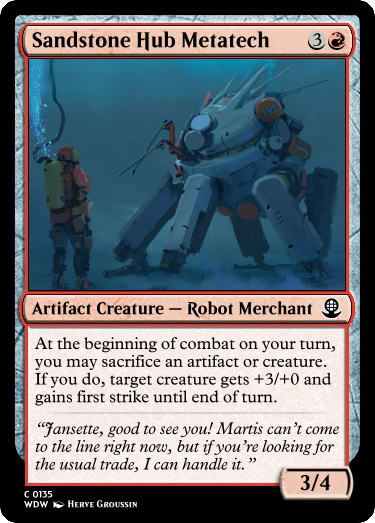 Sandstone Hub Metatech 3
Artifact Creature — Robot Merchant
At the beginning of combat on your turn,
you may sacrifice an artifact or creature.
If you do, target creature gets +3/+0 and
gains first strike until end of turn.
“Jansette, good to see you! Martis can’t come
to the line right now, but if you’re looking for
the usual trade, I can handle it.”
3/4
C 0135
WDW HERVE GROUSSIN